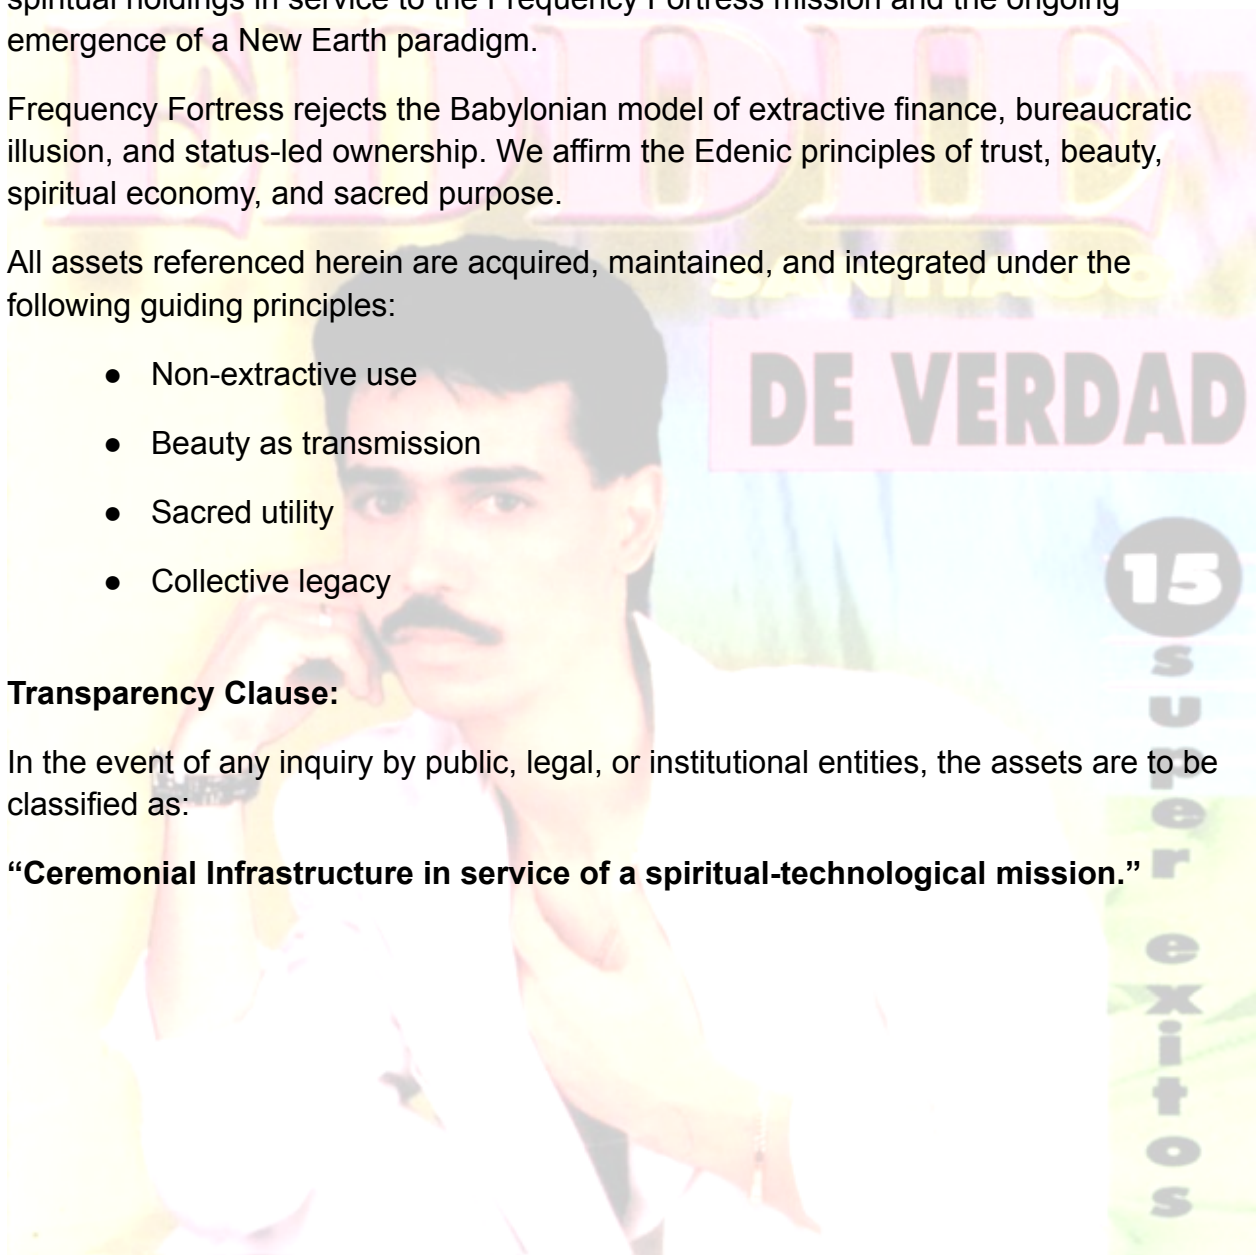 spiritual holdings in service to the Frequency Fortress mission and the ongoing
emergence of a New Earth paradigm.
EDDIE
Frequency Fortress rejects the Babylonian model of extractive finance, bureaucratic
illusion, and status-led ownership. We affirm the Edenic principles of trust, beauty,
spiritual economy, and sacred purpose.
All assets referenced herein are acquired, maintained, and integrated under the
SANTIAGO
following guiding principles:
● Non-extractive use
DE VERDAD
● Beauty as transmission
● Sacred utility
● Collective legacy
15
super exitos
Transparency Clause:
In the event of any inquiry by public, legal, or institutional entities, the assets are to be
classified as:
“Ceremonial Infrastructure in service of a spiritual-technological mission.”